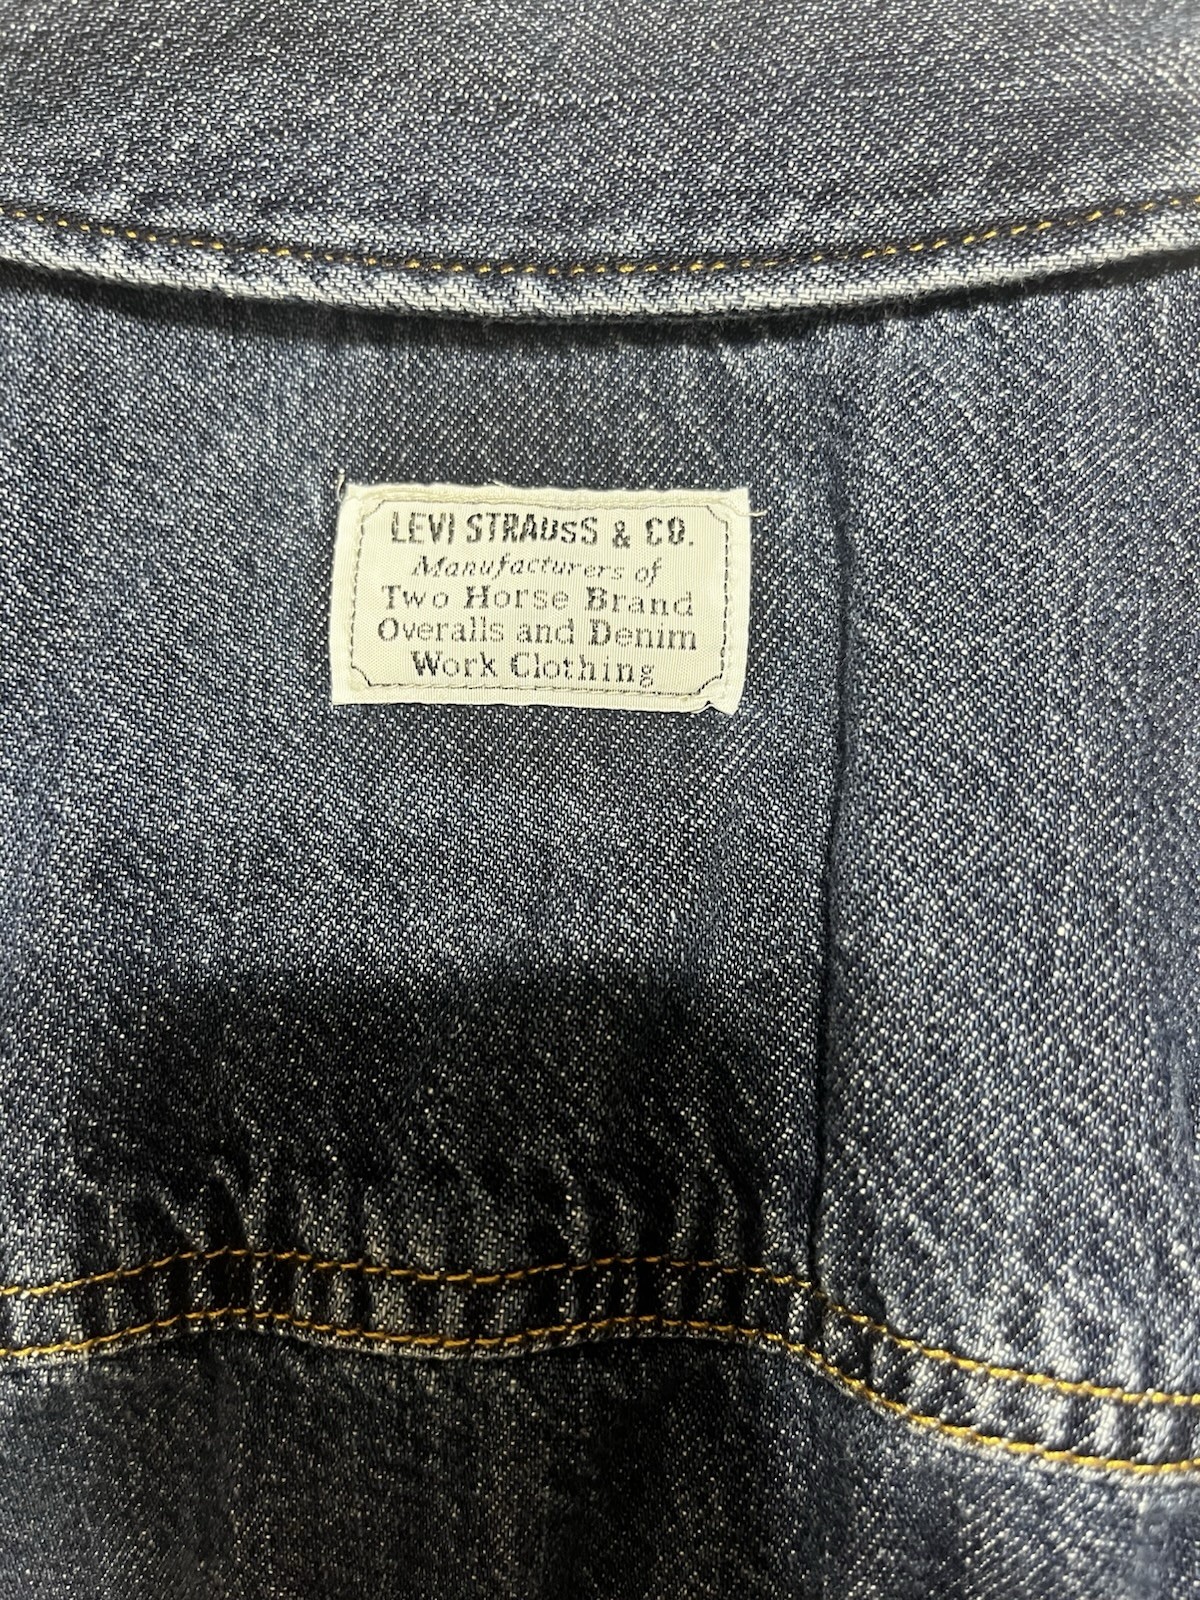 LEVI STRAUSS & CO.
Manufacturers of
Two Horse Brand
Overalls and Denim
Work Clothing